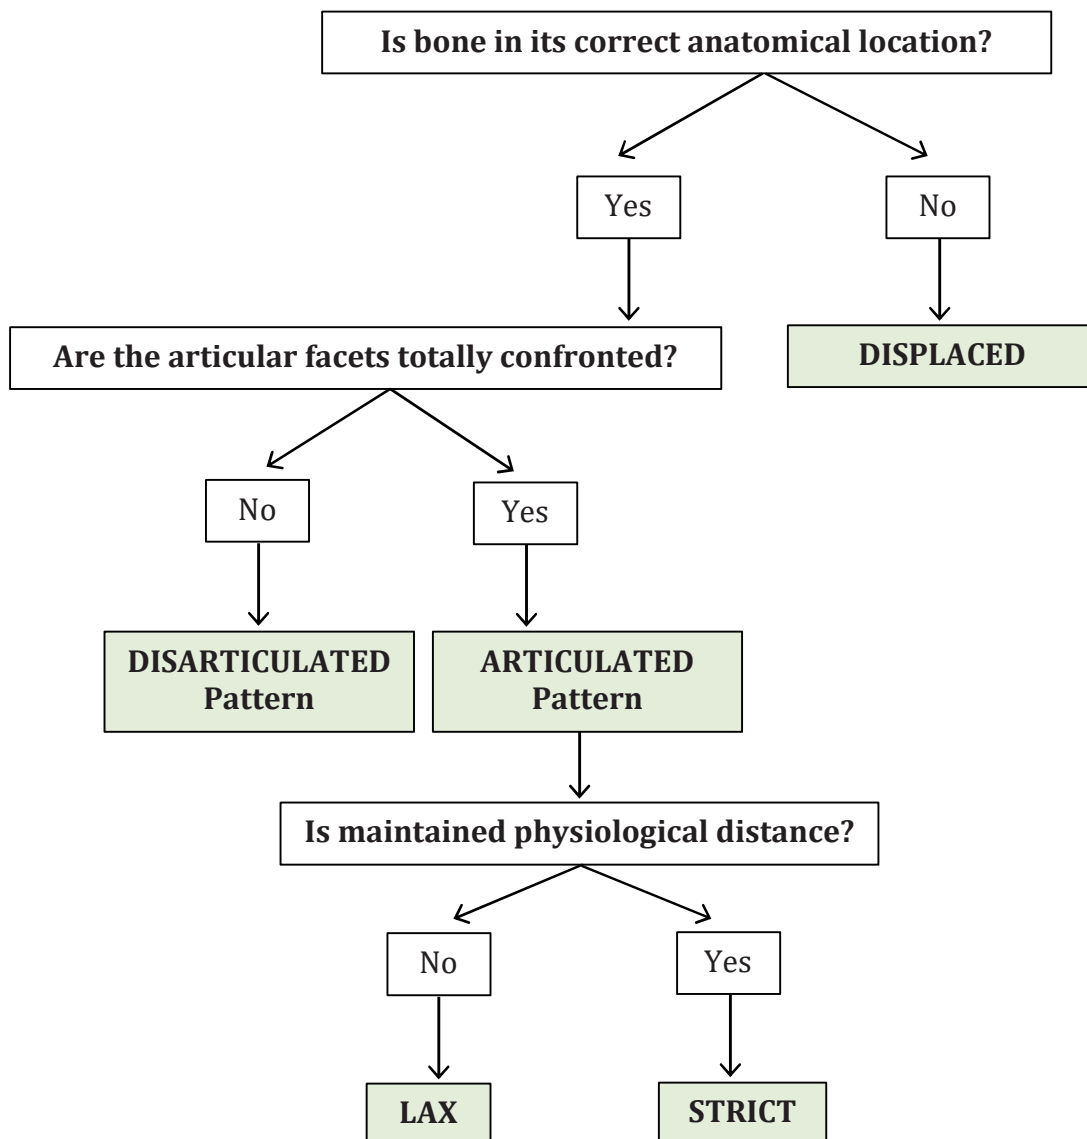 Is bone in its correct anatomical location?
Yes
No
Are the articular facets totally confronted?
DISPLACED
No
Yes
DISARTICULATED
Pattern
ARTICULATED
Pattern
Is maintained physiological distance?
No
Yes
LAX
STRICT